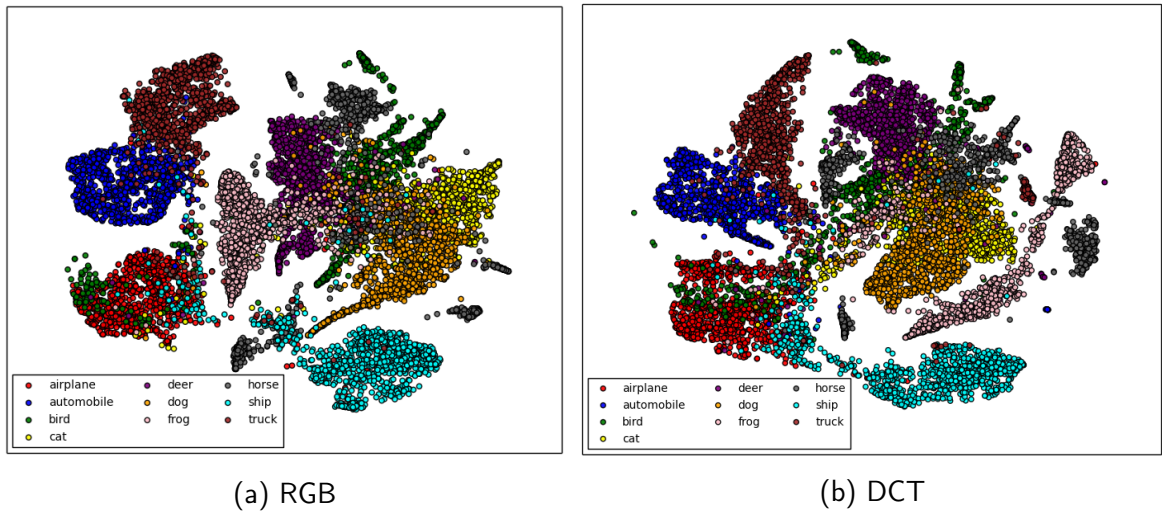 airplane deer horse
automobile dog ship
bird frog truck
cat
airplane deer horse
automobile dog ship
bird frog truck
cat
(a) RGB
(b) DCT